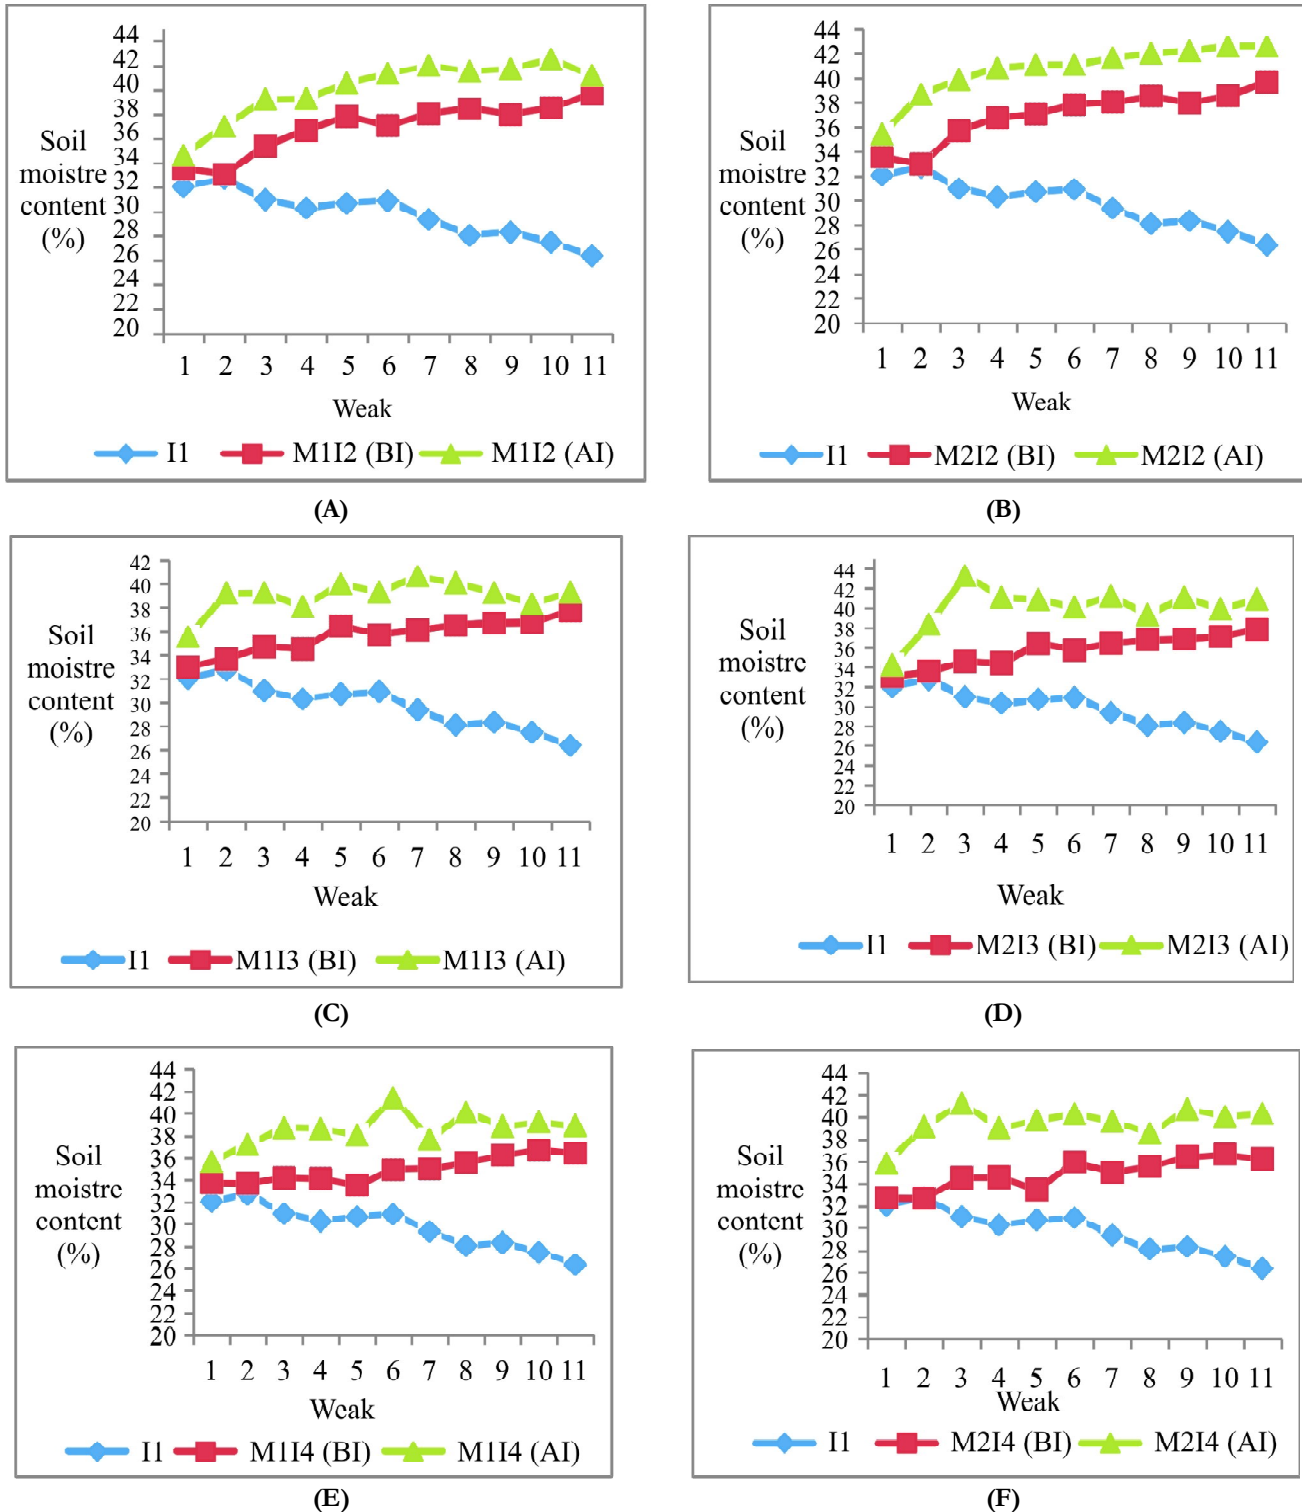 44
42
40
38
36
34
32
30
28
26
24
22
20
Soil
moistre
content
(%)
1 2 3 4 5 6 7 8 9 10 11
Weak
I1 M1I2 (BI) M1I2 (AI)
(A)
44
42
40
38
36
34
32
30
28
26
24
22
20
Soil
moistre
content
(%)
1 2 3 4 5 6 7 8 9 10 11
Weak
I1 M2I2 (BI) M2I2 (AI)
(B)
42
40
38
36
34
32
30
28
26
24
22
20
Soil
moistre
content
(%)
1 2 3 4 5 6 7 8 9 10 11
Weak
I1 M1I3 (BI) M1I3 (AI)
(C)
44
42
40
38
36
34
32
30
28
26
24
22
20
Soil
moistre
content
(%)
1 2 3 4 5 6 7 8 9 10 11
Weak
I1 M2I3 (BI) M2I3 (AI)
(D)
44
42
40
38
36
34
32
30
28
26
24
22
20
Soil
moistre
content
(%)
1 2 3 4 5 6 7 8 9 10 11
Weak
I1 M1I4 (BI) M1I4 (AI)
(E)
44
42
40
38
36
34
32
30
28
26
24
22
20
Soil
moistre
content
(%)
1 2 3 4 5 6 7 8 9 10 11
Weak
I1 M2I4 (BI) M2I4 (AI)
(F)